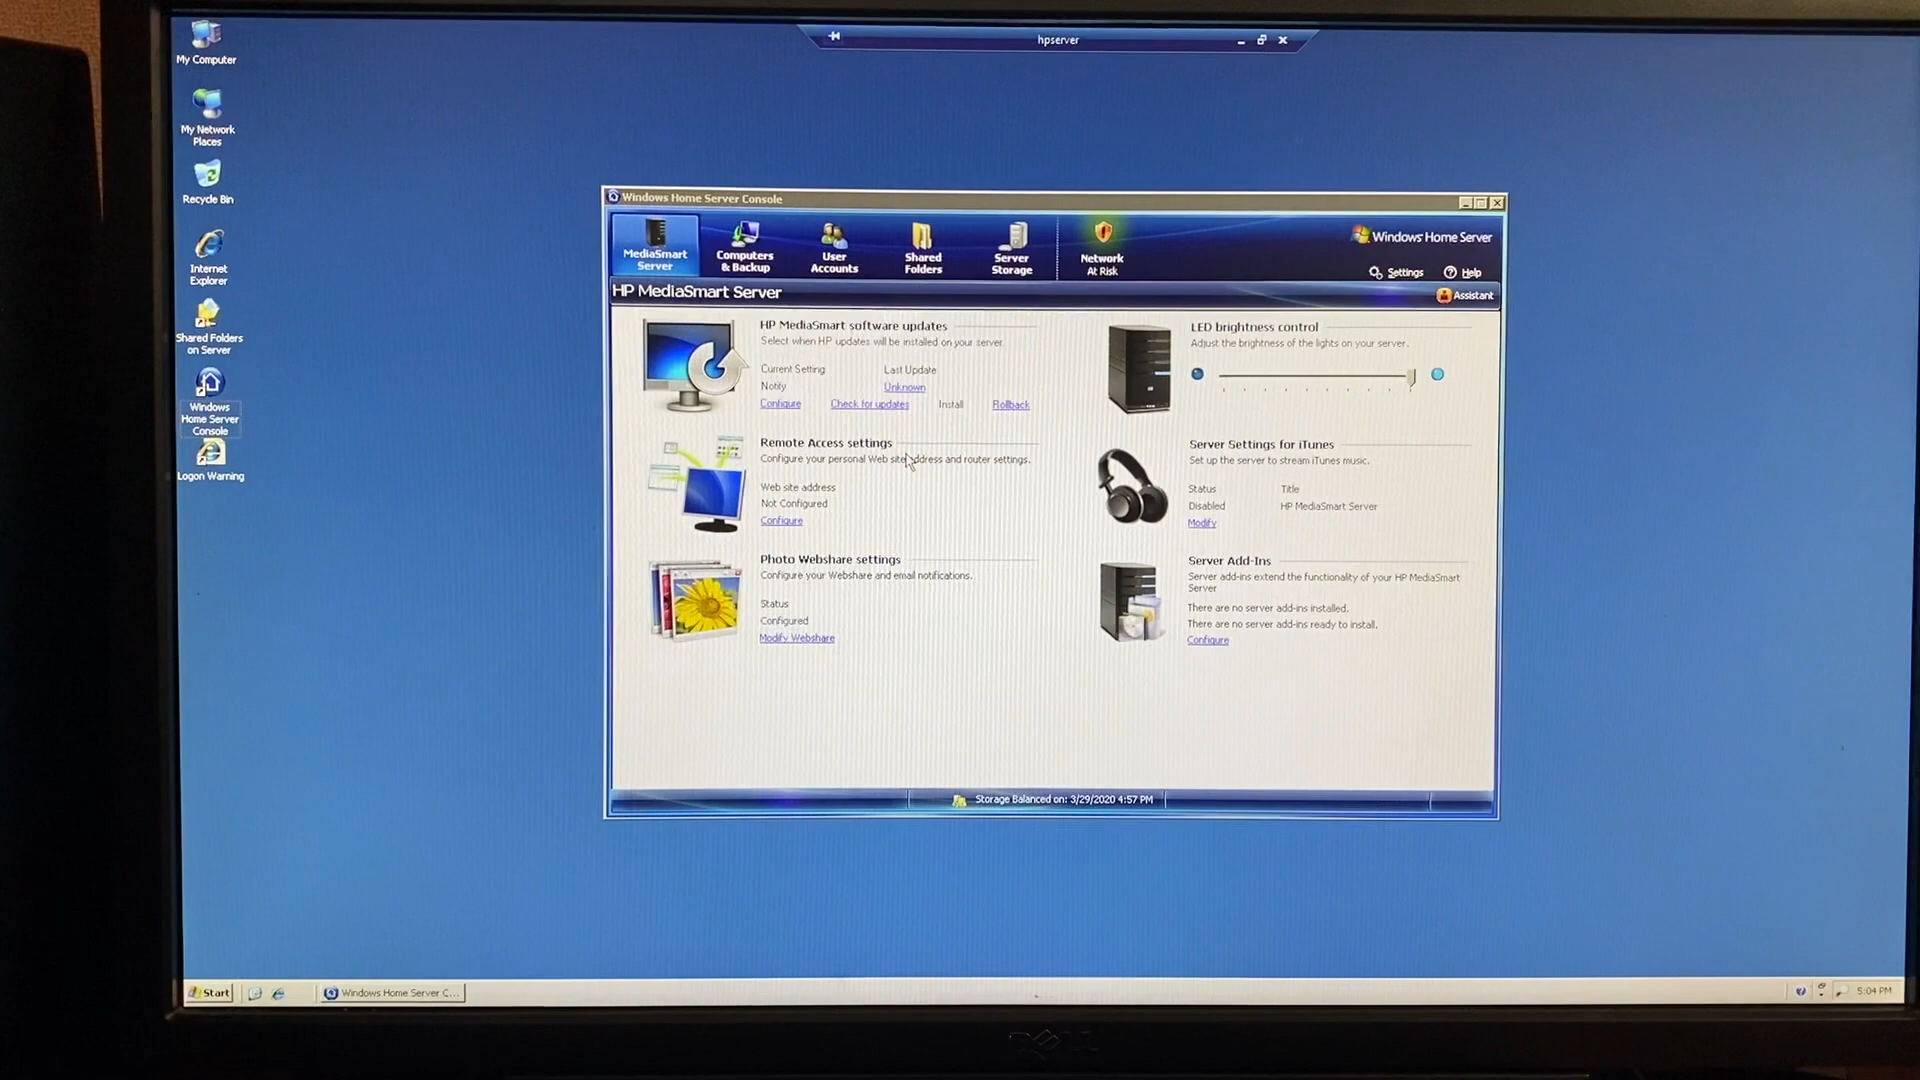 hpserver
My Computer
My Network
Places
Recycle Bin
Internet
Explorer
Shared Folders
on Server
Windows
Home Server
Console
Logon Warning
Windows Home Server Console
MediaSmart
Server
Computers
& Backup
User
Accounts
Shared
Folders
Server
Storage
Network
At Risk
Windows Home Server
Settings
Help
HP MediaSmart Server
Assistant
HP MediaSmart software updates
Select when HP updates will be installed on your server.
Current Setting
Last Update
Notify
Unknown
Configure
Check for updates
Install
Rollback
LED brightness control
Adjust the brightness of the lights on your server.
Remote Access settings
Configure your personal Web site address and router settings.
Web site address
Not Configured
Configure
Server Settings for iTunes
Set up the server to stream iTunes music.
Status
Title
Disabled
HP MediaSmart Server
Modify
Photo Webshare settings
Configure your Webshare and email notifications.
Status
Configured
Modify Webshare
Server Add-Ins
Server add-ins extend the functionality of your HP MediaSmart
Server
There are no server add-ins installed.
There are no server add-ins ready to install.
Configure
Storage Balanced on: 3/29/2020 4:57 PM
Start
Windows Home Server C...
5:04 PM
DELL